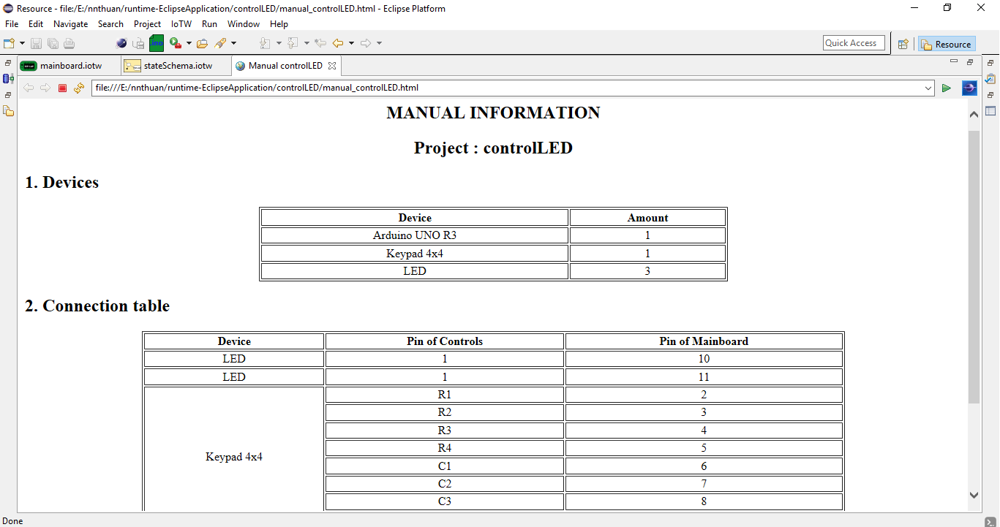 Resource - file:/E:/nnthuan/runtime-EclipseApplication/controlLED/manual_controlLED.html - Eclipse Platform
File Edit Navigate Search Project IoTW Run Window Help
Quick Access Resource
mainboard.iotw stateSchema.iotw Manual controlLED
file:///E:/nnthuan/runtime-EclipseApplication/controlLED/manual_controlLED.html
MANUAL INFORMATION
Project : controlLED
1. Devices
Device Amount
Arduino UNO R3 1
Keypad 4x4 1
LED 3
2. Connection table
Device Pin of Controls Pin of Mainboard
LED 1 10
LED 1 11
R1 2
R2 3
R3 4
R4 5
Keypad 4x4
C1 6
C2 7
C3 8
Done